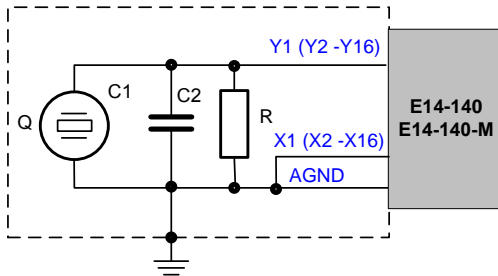 Y1 (Y2 -Y16)
C1
C2
Q
R
E14-140
E14-140-M
X1 (X2 -X16)
AGND